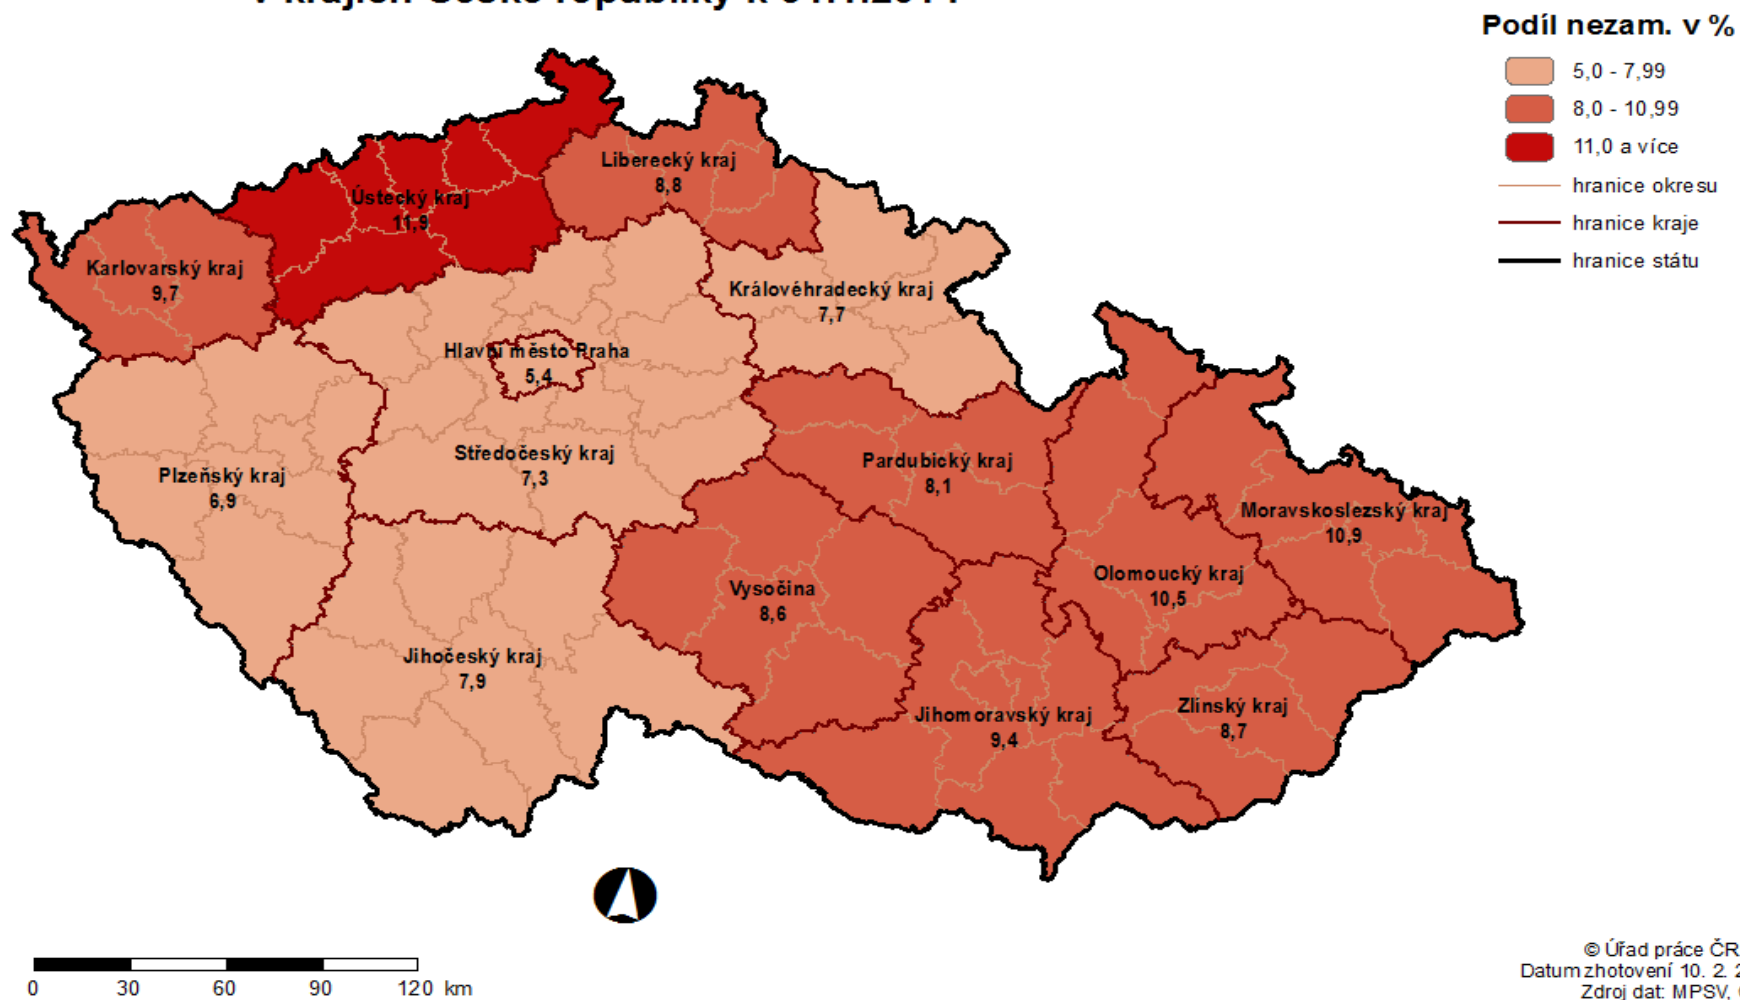 Podíl nezam. v %
5,0 - 7,99
8,0 - 10,99
11,0 a více
hranice okresu
hranice kraje
hranice státu
Liberecký kraj
8,8
Ústecký kraj
11,9
Karlovarský kraj
9,7
Královéhradecký kraj
7,7
Hlavní město Praha
5,4
Středočeský kraj
7,3
Plzeňský kraj
6,9
Pardubický kraj
8,1
Moravskoslezský kraj
10,9
Olomoucký kraj
10,5
Vysočina
8,6
Jihočeský kraj
7,9
Jihomoravský kraj
9,4
Zlínský kraj
8,7
0 30 60 90 120 km
© Úřad práce ČR
Datum zhotovení 10. 2.
Zdroj dat: MPSV,